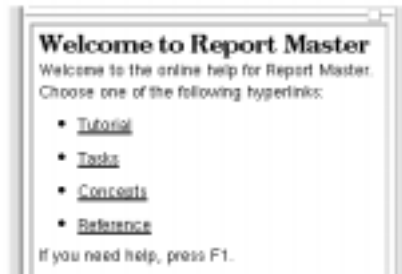 Welcome to Report Master
Welcome to the online help for Report Master.
Choose one of the following hyperlinks:
• Tutorial
• Tasks
• Concepts
• Reference
If you need help, press F1.